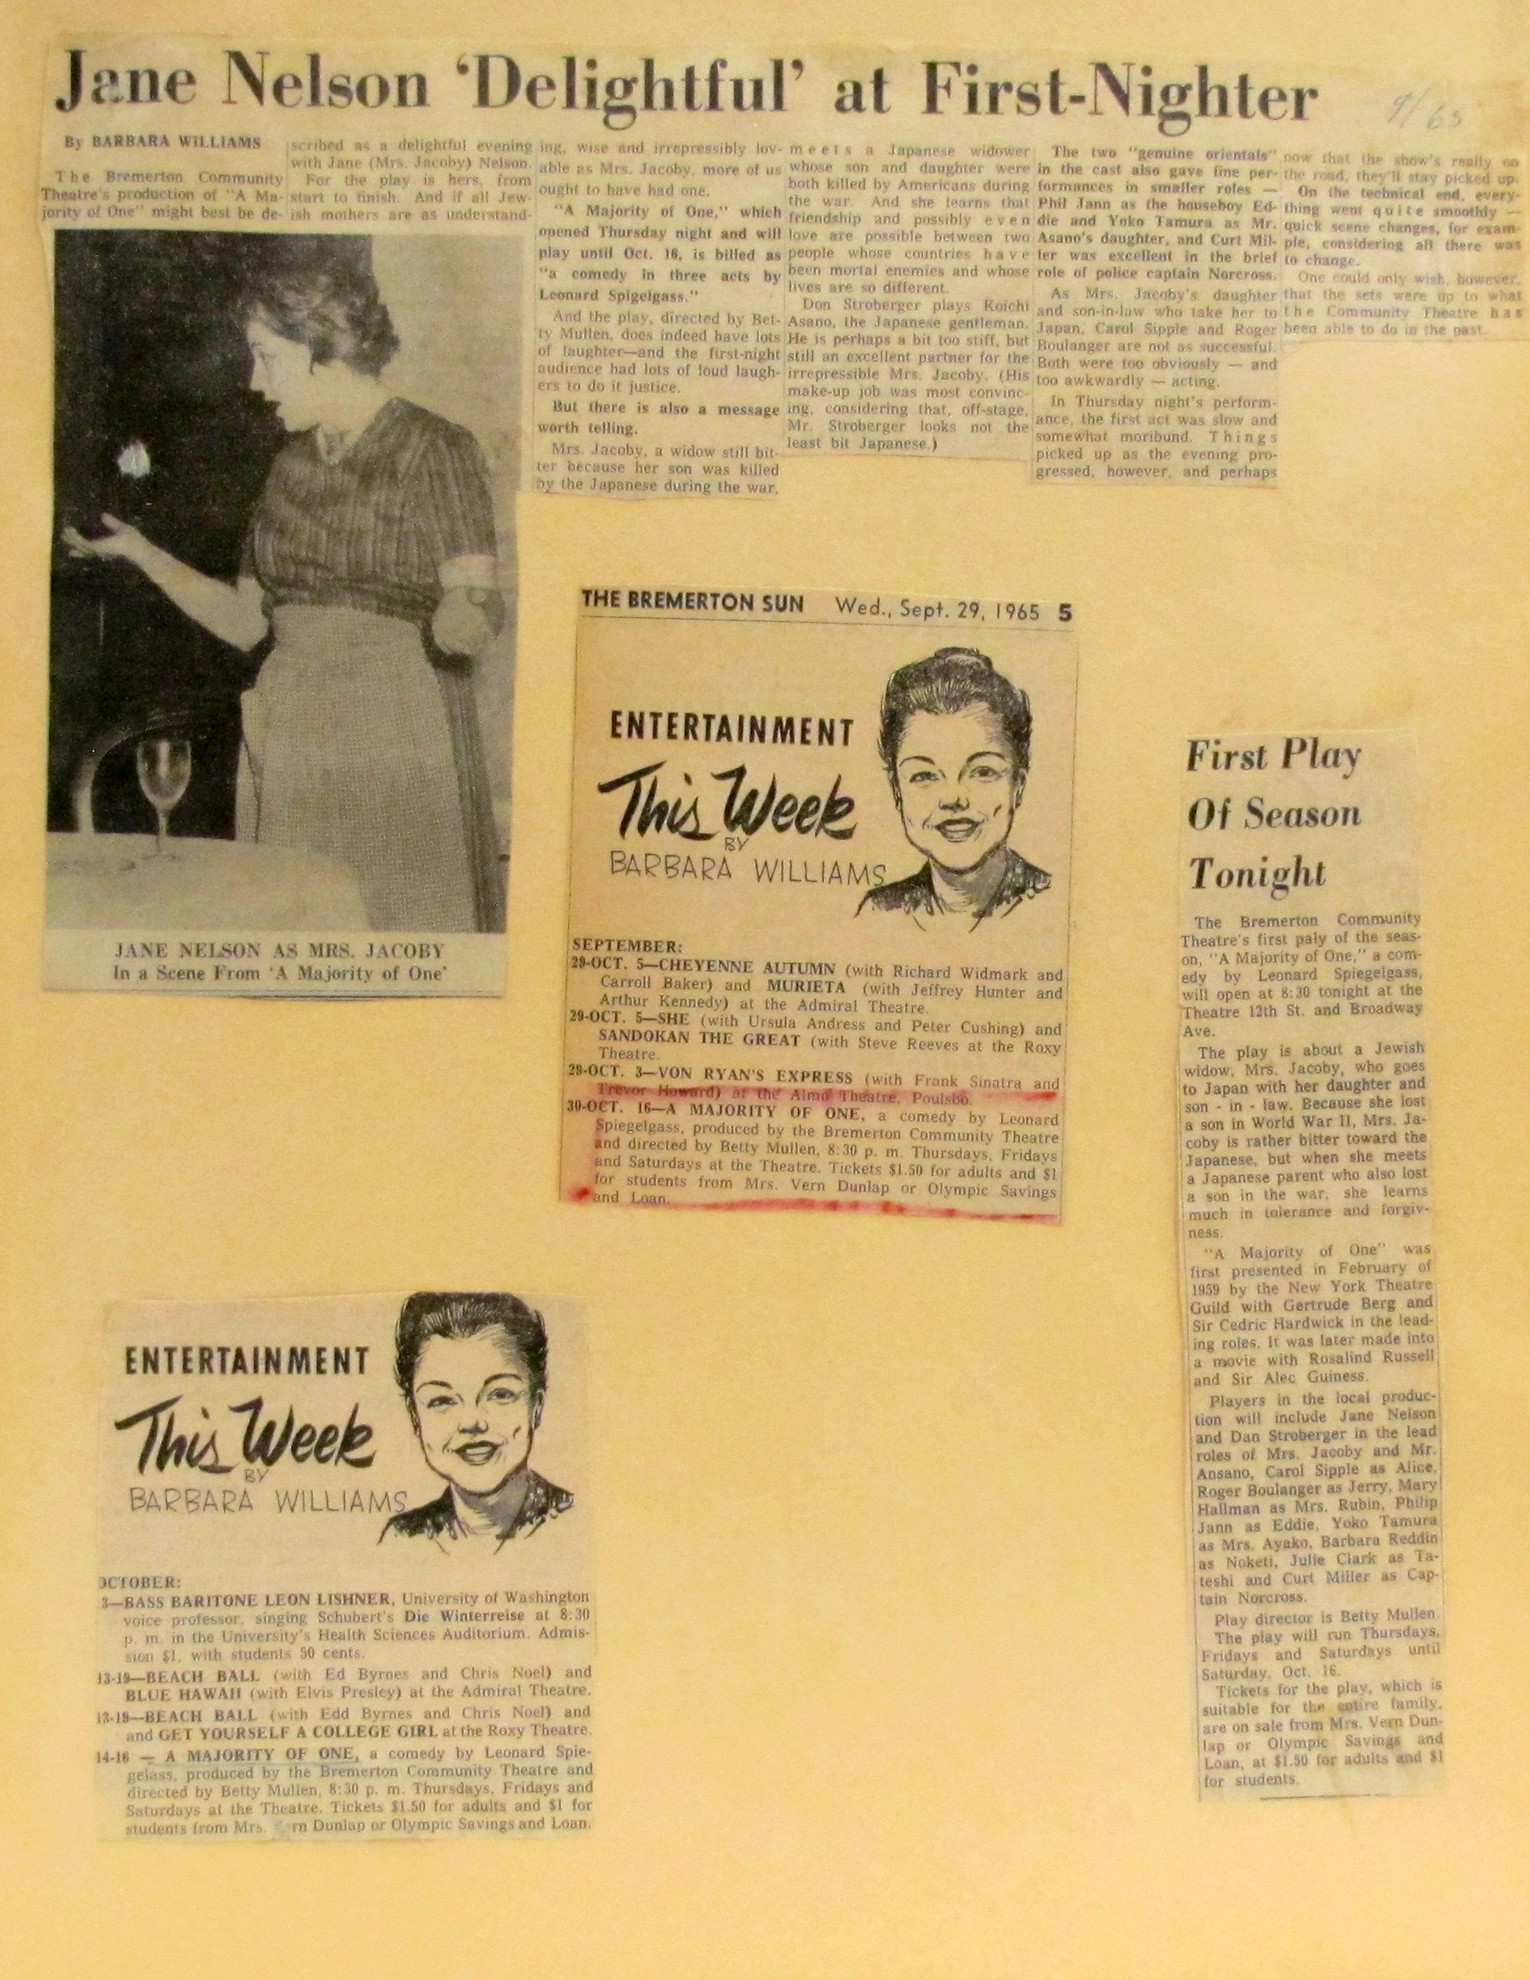 Jane Nelson 'Delightful' at First-Nighter
9/65
By BARBARA WILLIAMS
The Bremerton Community
Theatre's production of "A Ma-
jority of One" might best be de-
scribed as a delightful evening
with Jane (Mrs. Jacoby) Nelson.
For the play is hers, from
start to finish. And if all Jew-
ish mothers are as understand-
ing, wise and irrepressibly lov-
able as Mrs. Jacoby, more of us
ought to have had one.
"A Majority of One," which
opened Thursday night and will
play until Oct. 16, is billed as
"a comedy in three acts by
Leonard Spigelgass."
And the play, directed by Bet-
ty Mullen, does indeed have lots
of laughter—and the first-night
audience had lots of loud laugh-
ers to do it justice.
But there is also a message
worth telling.
Mrs. Jacoby, a widow still bit-
ter because her son was killed
by the Japanese during the war,
meets a Japanese widower
whose son and daughter were
both killed by Americans during
the war. And she learns that
friendship and possibly even
love are possible between two
people whose countries have
been mortal enemies and whose
lives are so different.
Don Stroberger plays Koichi
Asano, the Japanese gentleman.
He is perhaps a bit too stiff, but
still an excellent partner for the
irrepressible Mrs. Jacoby. (His
make-up job was most convinc-
ing, considering that, off-stage,
Mr. Stroberger looks not the
least bit Japanese.)
The two "genuine orientals"
in the cast also gave fine per-
formances in smaller roles —
Phil Jann as the houseboy Ed-
die and Yoko Tamura as Mr.
Asano's daughter, and Curt Mil-
ler was excellent in the brief
role of police captain Norcross.
As Mrs. Jacoby's daughter
and son-in-law who take her to
Japan, Carol Sipple and Roger
Boulanger are not as successful.
Both were too obviously — and
too awkwardly — acting.
In Thursday night's perform-
ance, the first act was slow and
somewhat moribund. Things
picked up as the evening pro-
gressed, however, and perhaps
now that the show's really on
the road, they'll stay picked up.
On the technical end, every-
thing went quite smoothly —
quick scene changes, for exam-
ple, considering all there was
to change.
One could only wish, however,
that the sets were up to what
the Community Theatre has
been able to do in the past.
JANE NELSON AS MRS. JACOBY
In a Scene From 'A Majority of One'
THE BREMERTON SUN Wed., Sept. 29, 1965 5
ENTERTAINMENT
This Week
BY
BARBARA WILLIAMS
SEPTEMBER:
29-OCT. 5—CHEYENNE AUTUMN (with Richard Widmark and
Carroll Baker) and MURIETA (with Jeffrey Hunter and
Arthur Kennedy) at the Admiral Theatre.
29-OCT. 5—SHE (with Ursula Andress and Peter Cushing) and
SANDOKAN THE GREAT (with Steve Reeves at the Roxy
Theatre.
29-OCT. 3—VON RYAN'S EXPRESS (with Frank Sinatra and
Trevor Howard) at the Almo Theatre, Poulsbo.
30-OCT. 16—A MAJORITY OF ONE, a comedy by Leonard
Spiegelgass, produced by the Bremerton Community Theatre
and directed by Betty Mullen, 8:30 p. m. Thursdays, Fridays
and Saturdays at the Theatre. Tickets $1.50 for adults and $1
for students from Mrs. Vern Dunlap or Olympic Savings
and Loan.
First Play
Of Season
Tonight
The Bremerton Community
Theatre's first paly of the seas-
on, "A Majority of One," a com-
edy by Leonard Spiegelgass,
will open at 8:30 tonight at the
Theatre 12th St. and Broadway
Ave.
The play is about a Jewish
widow, Mrs. Jacoby, who goes
to Japan with her daughter and
son - in - law. Because she lost
a son in World War II, Mrs. Ja-
coby is rather bitter toward the
Japanese, but when she meets
a Japanese parent who also lost
a son in the war, she learns
much in tolerance and forgiv-
ness.
"A Majority of One" was
first presented in February of
1959 by the New York Theatre
Guild with Gertrude Berg and
Sir Cedric Hardwick in the lead-
ing roles. It was later made into
a movie with Rosalind Russell
and Sir Alec Guiness.
Players in the local produc-
tion will include Jane Nelson
and Dan Stroberger in the lead
roles of Mrs. Jacoby and Mr.
Ansano, Carol Sipple as Alice,
Roger Boulanger as Jerry, Mary
Hallman as Mrs. Rubin, Philip
Jann as Eddie, Yoko Tamura
as Mrs. Ayako, Barbara Reddin
as Noketi, Julie Clark as Ta-
teshi and Curt Miller as Cap-
tain Norcross.
Play director is Betty Mullen.
The play will run Thursdays,
Fridays and Saturdays until
Saturday, Oct. 16.
Tickets for the play, which is
suitable for the entire family,
are on sale from Mrs. Vern Dun-
lap or Olympic Savings and
Loan, at $1.50 for adults and $1
for students.
ENTERTAINMENT
This Week
BY
BARBARA WILLIAMS
OCTOBER:
3—BASS BARITONE LEON LISHNER, University of Washington
voice professor, singing Schubert's Die Winterreise at 8:30
p. m. in the University's Health Sciences Auditorium. Admis-
sion $1, with students 50 cents.
13-19—BEACH BALL (with Ed Byrnes and Chris Noel) and
BLUE HAWAII (with Elvis Presley) at the Admiral Theatre.
13-19—BEACH BALL (with Edd Byrnes and Chris Noel) and
and GET YOURSELF A COLLEGE GIRL at the Roxy Theatre.
14-16 — A MAJORITY OF ONE, a comedy by Leonard Spie-
gelass, produced by the Bremerton Community Theatre and
directed by Betty Mullen, 8:30 p. m. Thursdays, Fridays and
Saturdays at the Theatre. Tickets $1.50 for adults and $1 for
students from Mrs. rn Dunlap or Olympic Savings and Loan.